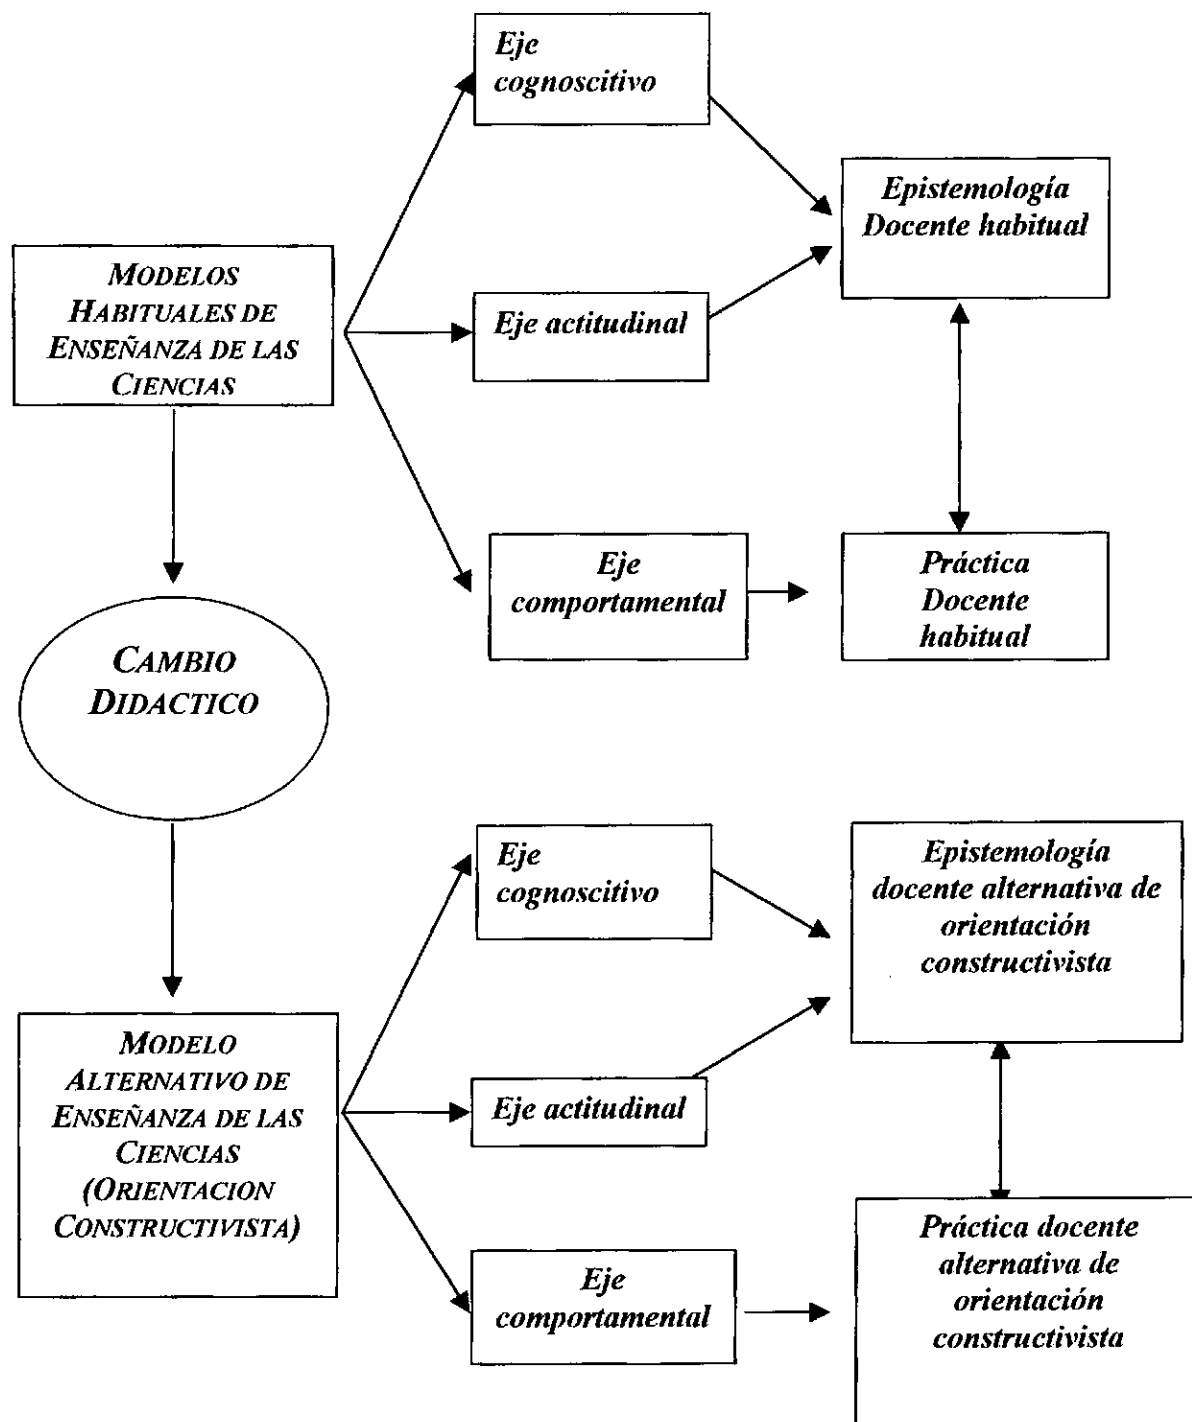 Eje
cognoscitivo
Epistemología
Docente habitual
MODELOS
HABITUALES DE
ENSEÑANZA DE LAS
CIENCIAS
Eje actitudinal
Eje
comportamental
Práctica
Docente
habitual
CAMBIO
DIDACTICO
Eje
cognoscitivo
Epistemología
docente alternativa de
orientación
constructivista
MODELO
ALTERNATIVO DE
ENSEÑANZA DE LAS
CIENCIAS
(ORIENTACION
CONSTRUCTIVISTA)
Eje actitudinal
Eje
comportamental
Práctica docente
alternativa de
orientación
constructivista